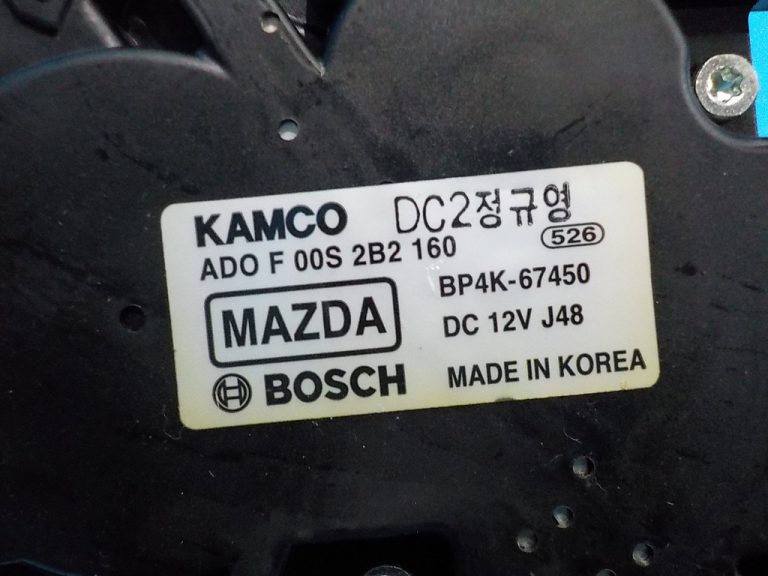 KAMCO DC2정규영
ADO F 00S 2B2 160 526
MAZDA BP4K-67450
DC 12V J48
BOSCH MADE IN KOREA